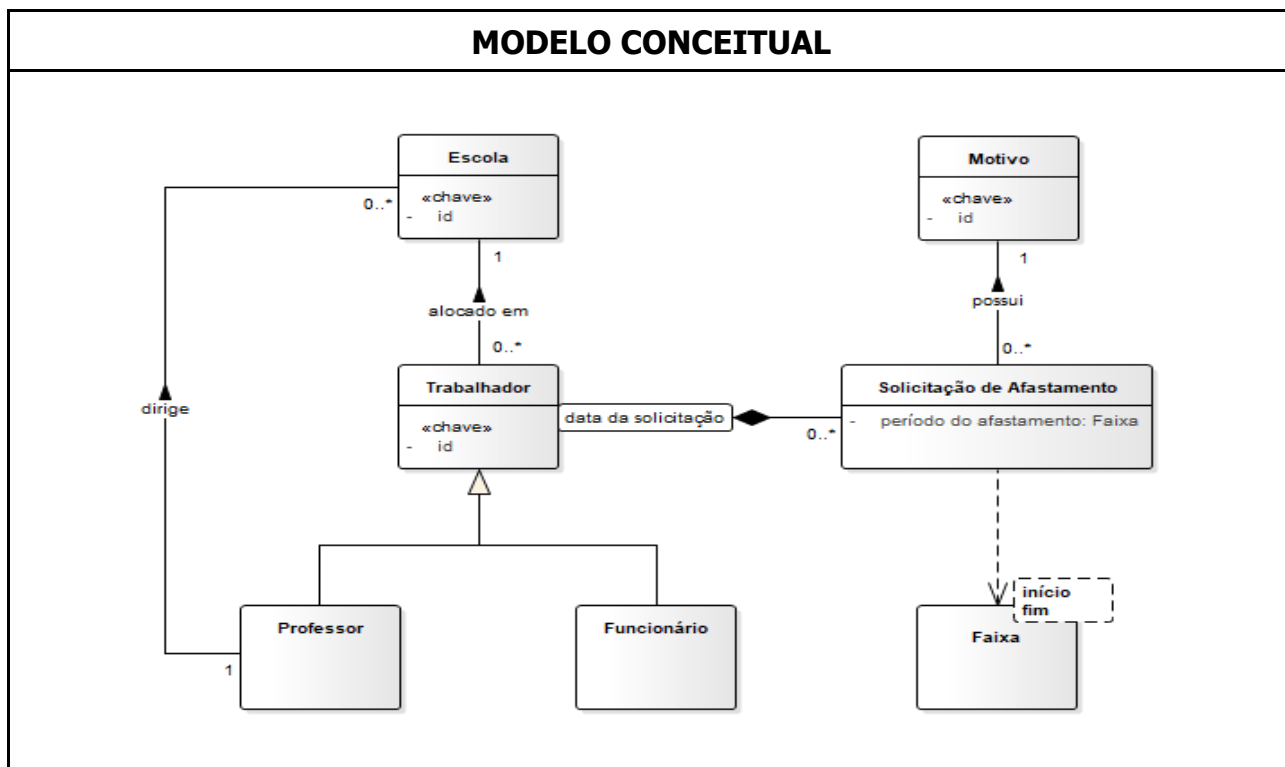 MODELO CONCEITUAL
Escola
«chave»
- id
Motivo
«chave»
- id
0..*
1
1
alocado em
possui
0..*
0..*
dirige
Trabalhador
«chave»
- id
data da solicitação
0..*
Solicitação de Afastamento
- período do afastamento: Faixa
início
fim
Professor
Funcionário
Faixa
1